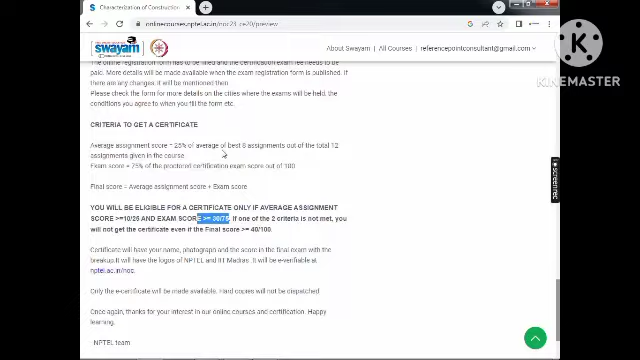 Characterization of Construction
onlinecourses.nptel.ac.in/noc23_ce20/preview
swayam
About Swayam | All Courses | referencepointconsultant@gmail.com
KINEMASTER
The online registration form has to be filled and the certification exam fee needs to be
paid. More details will be made available when the exam registration form is published. If
there are any changes, it will be mentioned then.
Please check the form for more details on the cities where the exams will be held, the
conditions you agree to when you fill the form etc.
CRITERIA TO GET A CERTIFICATE
Average assignment score = 25% of average of best 8 assignments out of the total 12
assignments given in the course.
Exam score = 75% of the proctored certification exam score out of 100
Final score = Average assignment score + Exam score
YOU WILL BE ELIGIBLE FOR A CERTIFICATE ONLY IF AVERAGE ASSIGNMENT
SCORE >=10/25 AND EXAM SCORE >= 30/75. If one of the 2 criteria is not met, you
will not get the certificate even if the Final score >= 40/100.
Certificate will have your name, photograph and the score in the final exam with the
breakup.It will have the logos of NPTEL and IIT Madras. It will be e-verifiable at
nptel.ac.in/noc.
Only the e-certificate will be made available. Hard copies will not be dispatched
Once again, thanks for your interest in our online courses and certification. Happy
learning.
- NPTEL team
screenrec